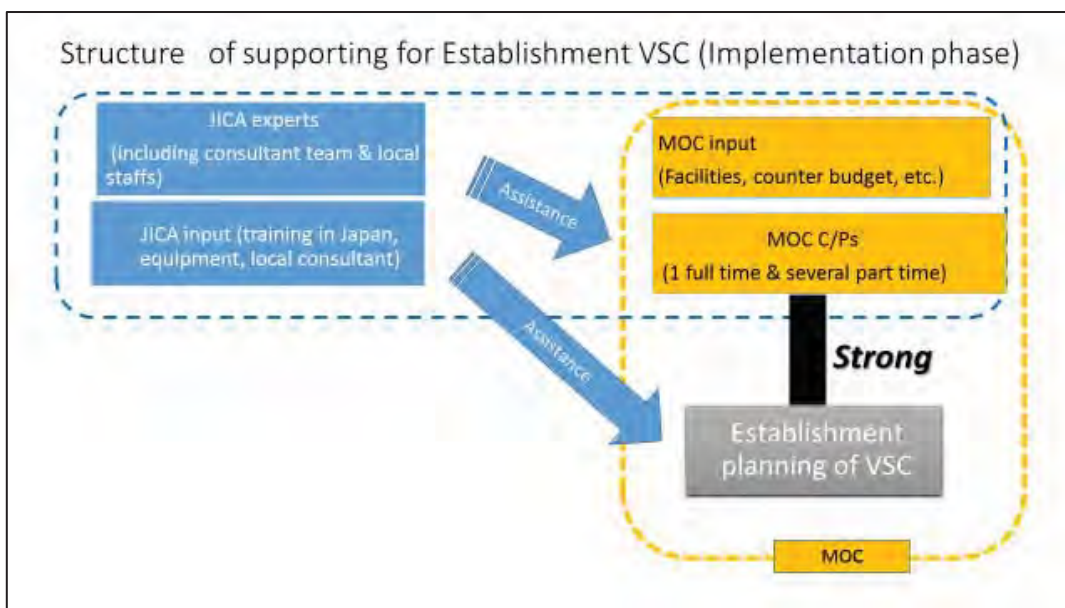 Structure of supporting for Establishment VSC (Implementation phase)
JICA experts
(including consultant team & local
staffs)
JICA input (training in Japan,
equipment, local consultant)
Assistance
Assistance
MOC input
(Facilities, counter budget, etc.)
MOC C/Ps
(1 full time & several part time)
Strong
Establishment
planning of VSC
MOC